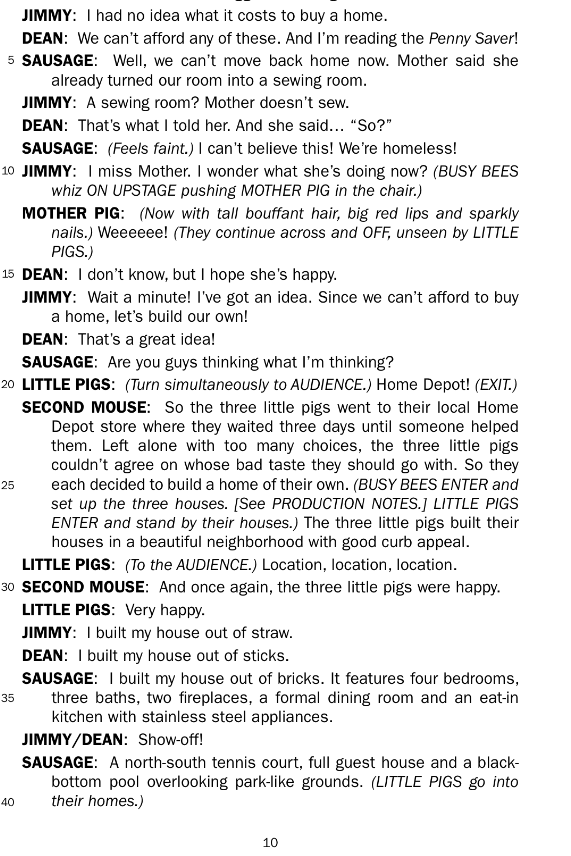 JIMMY: I had no idea what it costs to buy a home.
DEAN: We can't afford any of these. And I'm reading the Penny Saver!
5 SAUSAGE: Well, we can't move back home now. Mother said she
already turned our room into a sewing room.
JIMMY: A sewing room? Mother doesn't sew.
DEAN: That's what I told her. And she said… “So?”
SAUSAGE: (Feels faint.) I can't believe this! We're homeless!
10 JIMMY: I miss Mother. I wonder what she's doing now? (BUSY BEES
whiz ON UPSTAGE pushing MOTHER PIG in the chair.)
MOTHER PIG: (Now with tall bouffant hair, big red lips and sparkly
nails.) Weeeeee! (They continue across and OFF, unseen by LITTLE
PIGS.)
15 DEAN: I don't know, but I hope she's happy.
JIMMY: Wait a minute! I've got an idea. Since we can't afford to buy
a home, let's build our own!
DEAN: That's a great idea!
SAUSAGE: Are you guys thinking what I'm thinking?
20 LITTLE PIGS: (Turn simultaneously to AUDIENCE.) Home Depot! (EXIT.)
SECOND MOUSE: So the three little pigs went to their local Home
Depot store where they waited three days until someone helped
them. Left alone with too many choices, the three little pigs
couldn't agree on whose bad taste they should go with. So they
25 each decided to build a home of their own. (BUSY BEES ENTER and
set up the three houses. [See PRODUCTION NOTES.] LITTLE PIGS
ENTER and stand by their houses.) The three little pigs built their
houses in a beautiful neighborhood with good curb appeal.
LITTLE PIGS: (To the AUDIENCE.) Location, location, location.
30 SECOND MOUSE: And once again, the three little pigs were happy.
LITTLE PIGS: Very happy.
JIMMY: I built my house out of straw.
DEAN: I built my house out of sticks.
SAUSAGE: I built my house out of bricks. It features four bedrooms,
35 three baths, two fireplaces, a formal dining room and an eat-in
kitchen with stainless steel appliances.
JIMMY/DEAN: Show-off!
SAUSAGE: A north-south tennis court, full guest house and a black-
bottom pool overlooking park-like grounds. (LITTLE PIGS go into
40 their homes.)
10